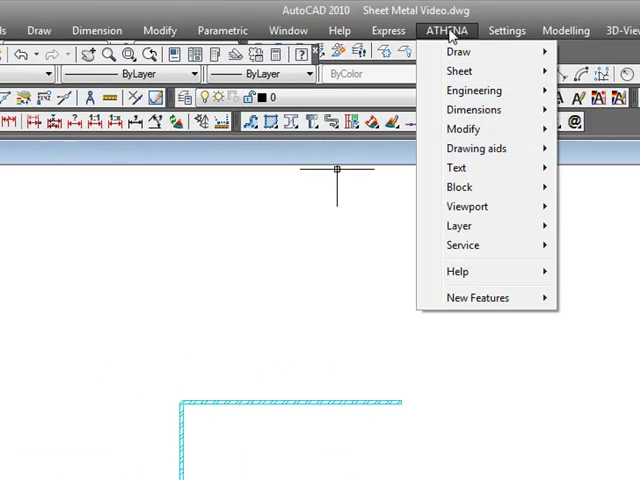 AutoCAD 2010 Sheet Metal Video.dwg
ls Draw Dimension Modify Parametric Window Help Express ATHENA Settings Modelling 3D-View
ByLayer ByLayer ByColor
0
Draw
Sheet
Engineering
Dimensions
Modify
Drawing aids
Text
Block
Viewport
Layer
Service
Help
New Features